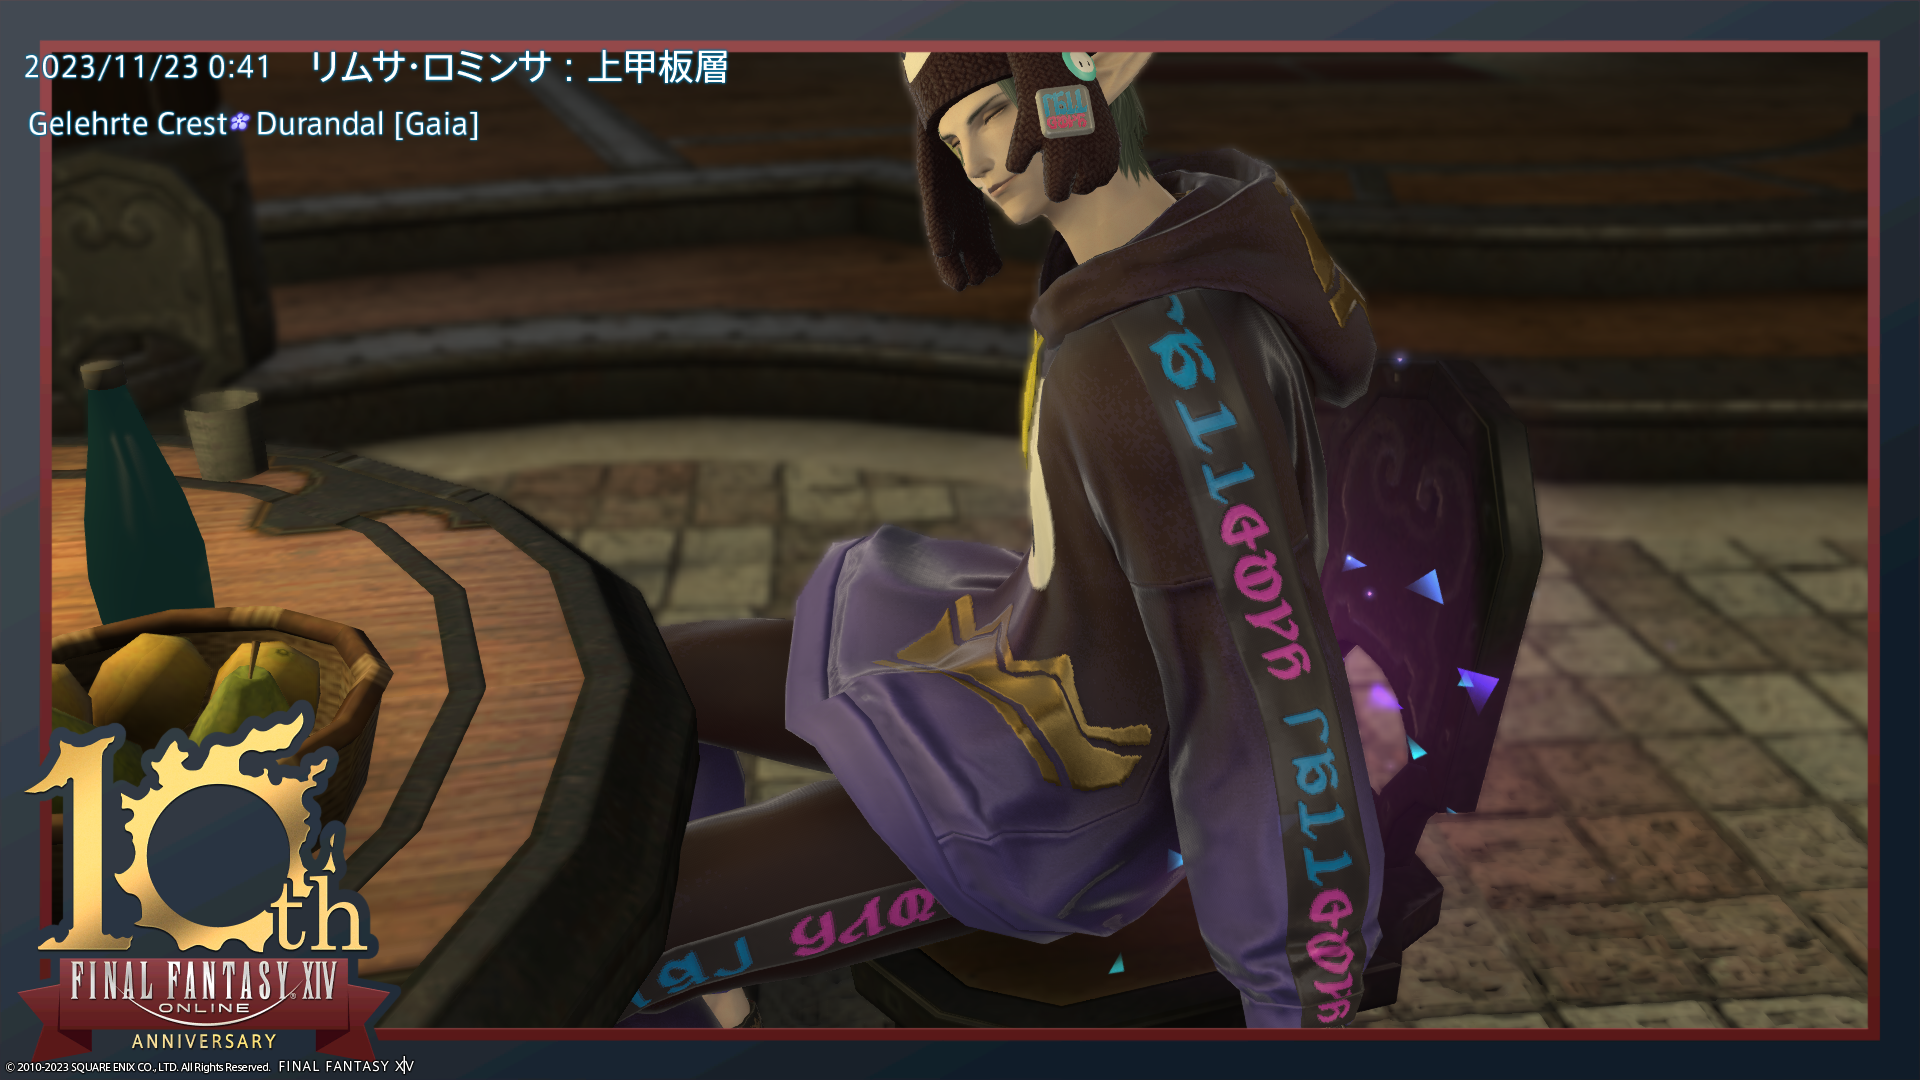 2023/11/23 0:41 リムサ・ロミンサ：上甲板層
Gelehrte Crest Durandal [Gaia]
10th
FINAL FANTASY XIV
ONLINE
ANNIVERSARY
© 2010-2023 SQUARE ENIX CO., LTD. All Rights Reserved. FINAL FANTASY XIV